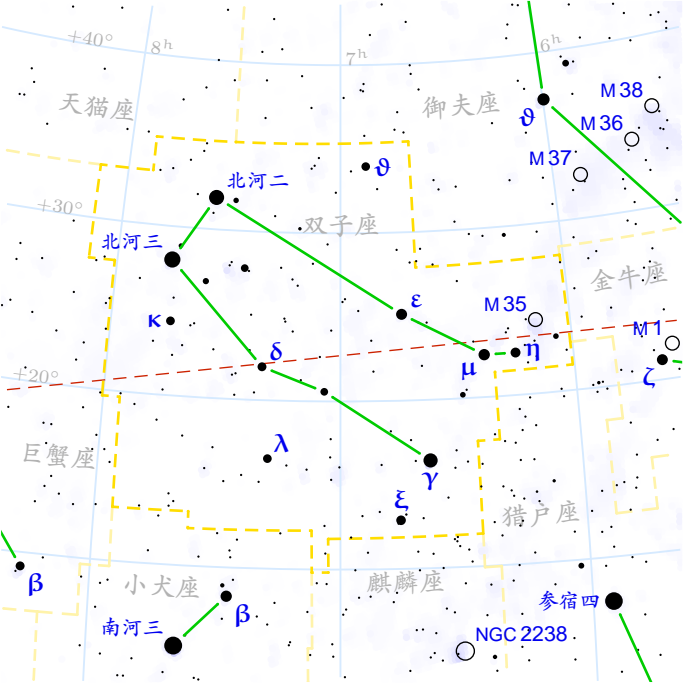 +40°
8h
7h
6h
天猫座
御夫座
M 38
ϑ
M 36
M 37
ϑ
北河二
+30°
双子座
北河三
金牛座
ε
M 35
κ
M 1
η
δ
μ
+20°
ζ
λ
巨蟹座
γ
ξ
猎户座
β
小犬座
麒麟座
参宿四
β
南河三
NGC 2238